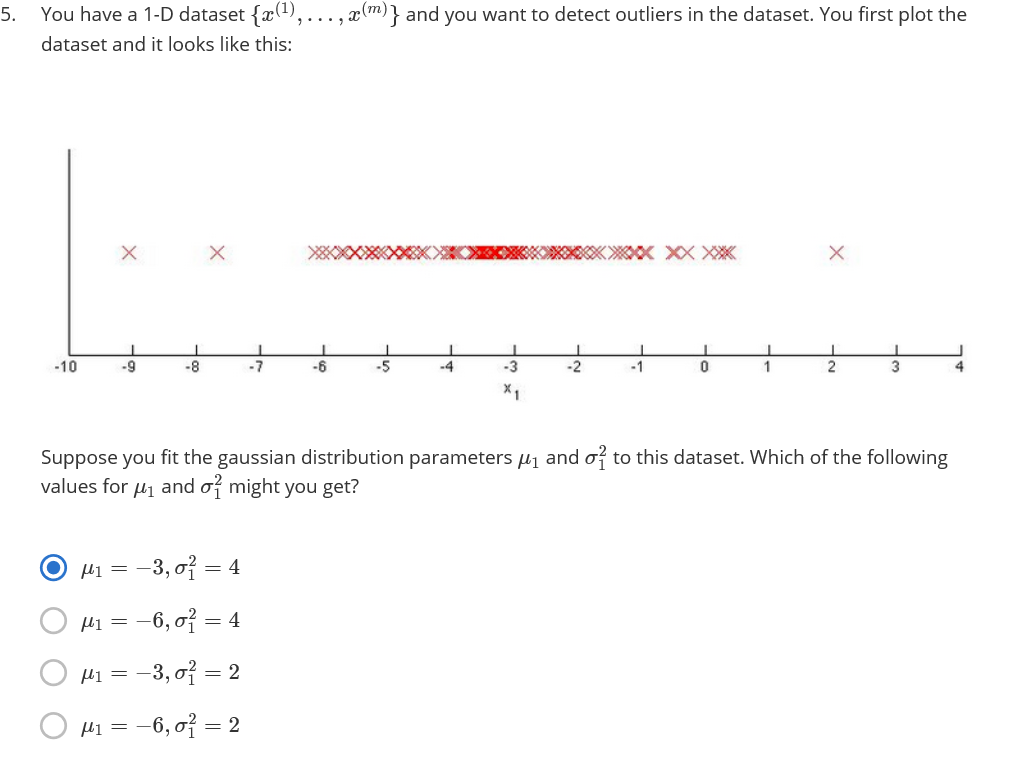 5. You have a 1-D dataset {x^(1), . . . , x^(m)} and you want to detect outliers in the dataset. You first plot the
dataset and it looks like this:
-10 -9 -8 -7 -6 -5 -4 -3 -2 -1 0 1 2 3 4
x₁
Suppose you fit the gaussian distribution parameters μ₁ and σ₁² to this dataset. Which of the following
values for μ₁ and σ₁² might you get?
μ₁ = −3, σ₁² = 4
μ₁ = −6, σ₁² = 4
μ₁ = −3, σ₁² = 2
μ₁ = −6, σ₁² = 2